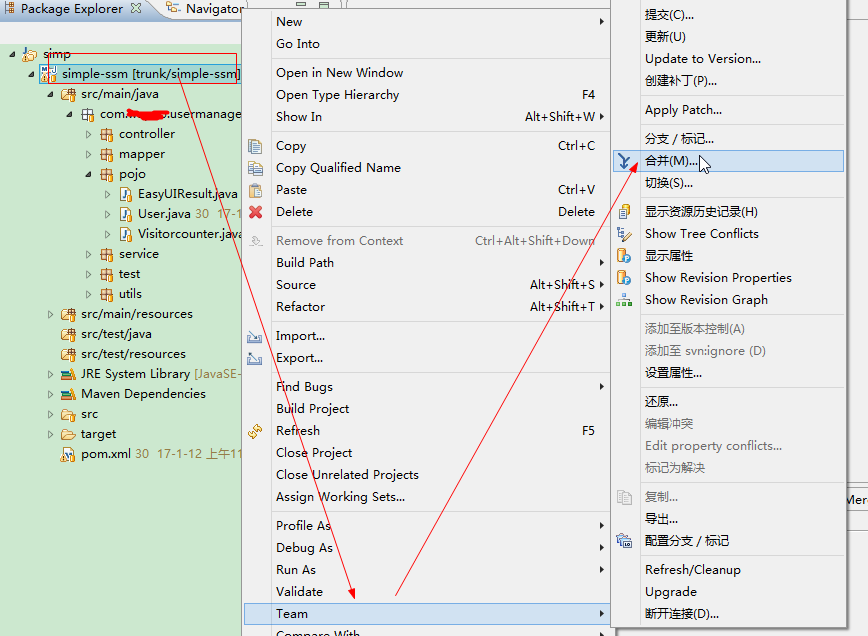 Package Explorer
Navigator
simp
simple-ssm [trunk/simple-ssm]
src/main/java
usermanage
controller
mapper
pojo
EasyUIResult.java
User.java 30 17-1
Visitorcounter.java
service
test
utils
src/main/resources
src/test/java
src/test/resources
JRE System Library [JavaSE-
Maven Dependencies
src
target
pom.xml 30 17-1-12 上午11
New
Go Into
Open in New Window
Open Type Hierarchy F4
Show In Alt+Shift+W
Copy Ctrl+C
Copy Qualified Name
Paste Ctrl+V
Delete Delete
Remove from Context Ctrl+Alt+Shift+Down
Build Path
Source Alt+Shift+S
Refactor Alt+Shift+T
Import...
Export...
Find Bugs
Build Project
Refresh F5
Close Project
Close Unrelated Projects
Assign Working Sets...
Profile As
Debug As
Run As
Validate
Team
Compare With
提交(C)...
更新(U)
Update to Version...
创建补丁(P)...
Apply Patch...
分支 / 标记...
合并(M)...
切换(S)...
显示资源历史记录(H)
Show Tree Conflicts
显示属性
Show Revision Properties
Show Revision Graph
添加至版本控制(A)
添加至 svn:ignore (D)
设置属性...
还原...
编辑冲突
Edit property conflicts...
标记为解决
复制...
导出...
配置分支 / 标记
Refresh/Cleanup
Upgrade
断开连接(D)...
Mer